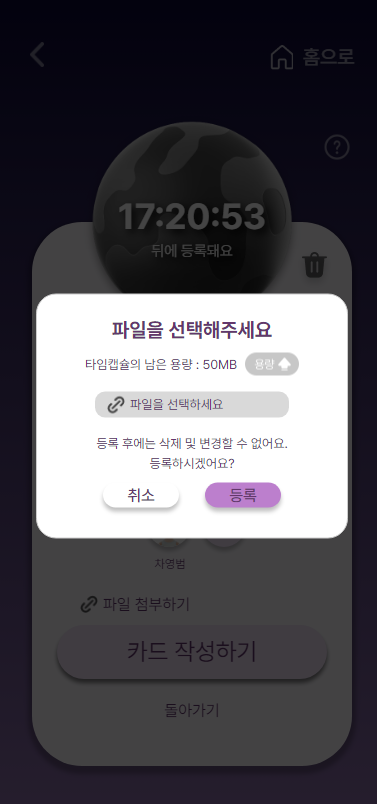 홈으로
?
17:20:53
뒤에 등록돼요
파일을 선택해주세요
타임캡슐의 남은 용량 : 50MB 용량
파일을 선택하세요
등록 후에는 삭제 및 변경할 수 없어요.
등록하시겠어요?
취소 등록
차영범
파일 첨부하기
카드 작성하기
돌아가기